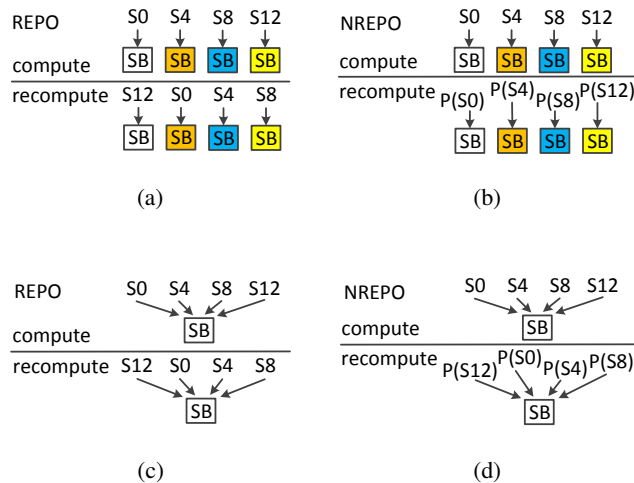 REPO S0 S4 S8 S12
compute SB SB SB SB
recompute S12 S0 S4 S8
SB SB SB SB
(a)
NREPO S0 S4 S8 S12
compute SB SB SB SB
recompute P(S0) P(S4) P(S8) P(S12)
SB SB SB SB
(b)
REPO S0 S4 S8 S12
compute SB
recompute S12 S0 S4 S8
SB
(c)
NREPO S0 S4 S8 S12
compute SB
recompute P(S12) P(S0) P(S4) P(S8)
SB
(d)